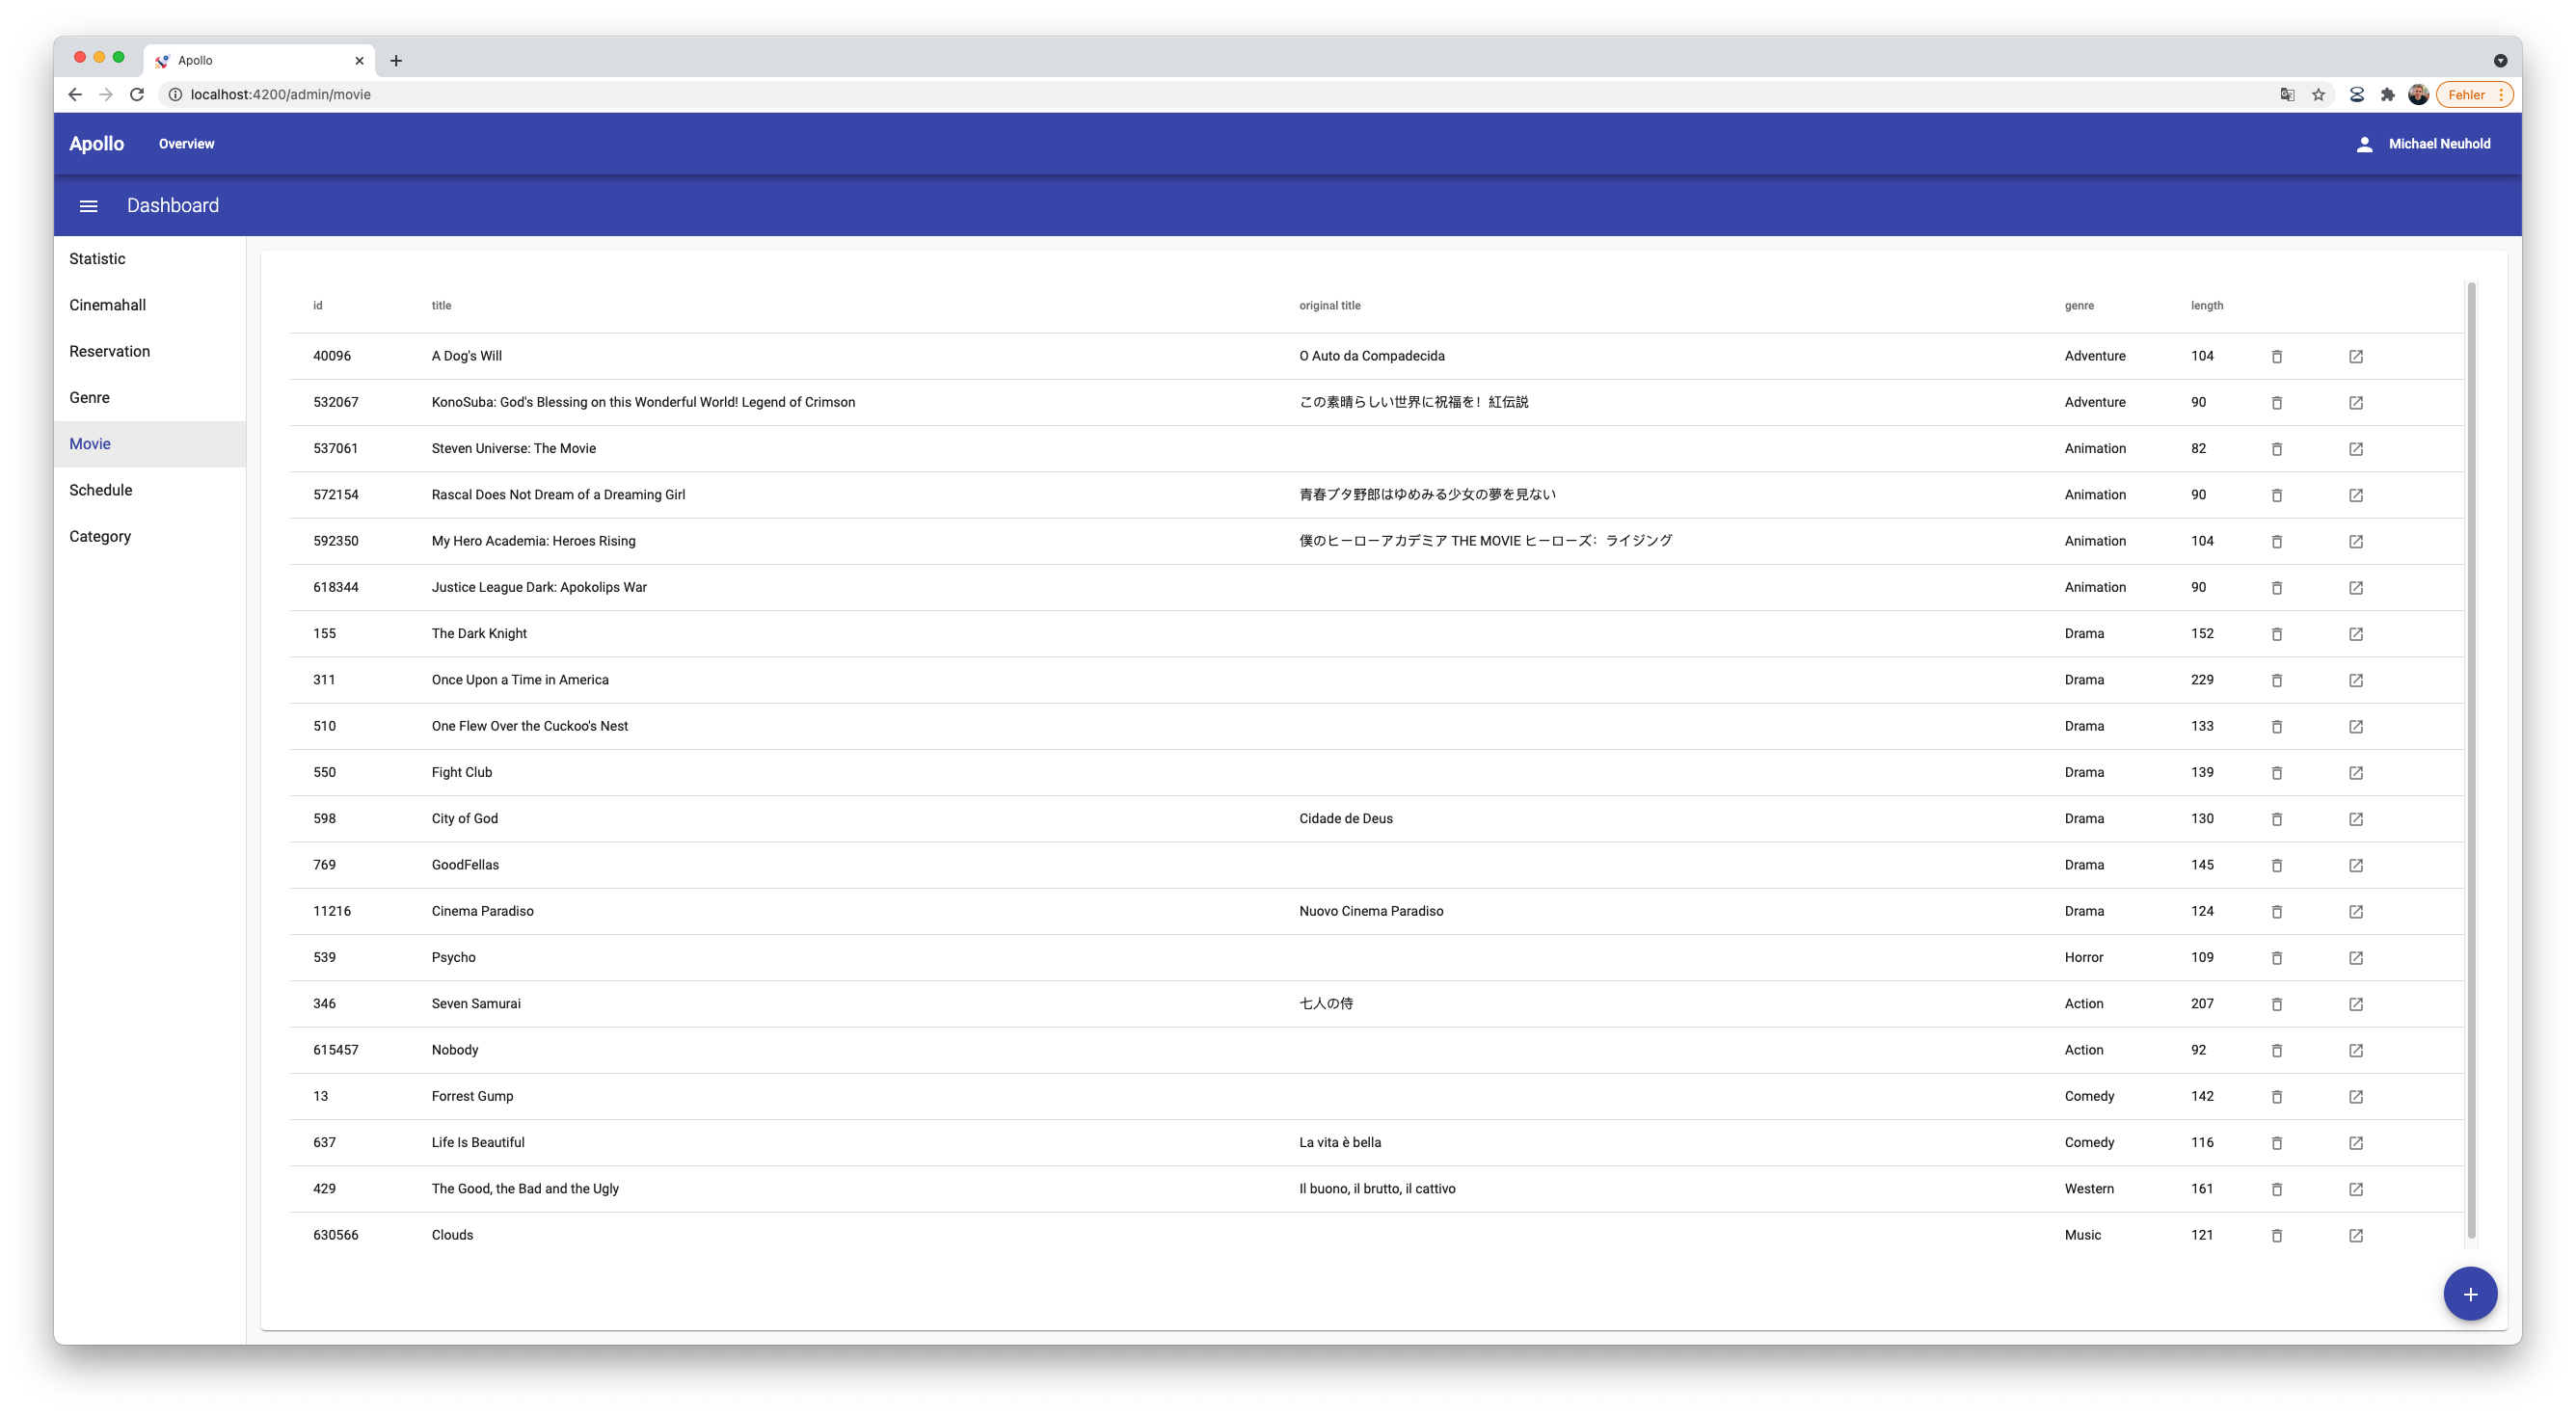 Apollo
localhost:4200/admin/movie
Fehler
Apollo Overview Michael Neuhold
Dashboard
Statistic
Cinemahall
Reservation
Genre
Movie
Schedule
Category
id title original title genre length
40096 A Dog's Will O Auto da Compadecida Adventure 104
532067 KonoSuba: God's Blessing on this Wonderful World! Legend of Crimson この素晴らしい世界に祝福を！紅伝説 Adventure 90
537061 Steven Universe: The Movie Animation 82
572154 Rascal Does Not Dream of a Dreaming Girl 青春ブタ野郎はゆめみる少女の夢を見ない Animation 90
592350 My Hero Academia: Heroes Rising 僕のヒーローアカデミア THE MOVIE ヒーローズ：ライジング Animation 104
618344 Justice League Dark: Apokolips War Animation 90
155 The Dark Knight Drama 152
311 Once Upon a Time in America Drama 229
510 One Flew Over the Cuckoo's Nest Drama 133
550 Fight Club Drama 139
598 City of God Cidade de Deus Drama 130
769 GoodFellas Drama 145
11216 Cinema Paradiso Nuovo Cinema Paradiso Drama 124
539 Psycho Horror 109
346 Seven Samurai 七人の侍 Action 207
615457 Nobody Action 92
13 Forrest Gump Comedy 142
637 Life Is Beautiful La vita è bella Comedy 116
429 The Good, the Bad and the Ugly Il buono, il brutto, il cattivo Western 161
630566 Clouds Music 121